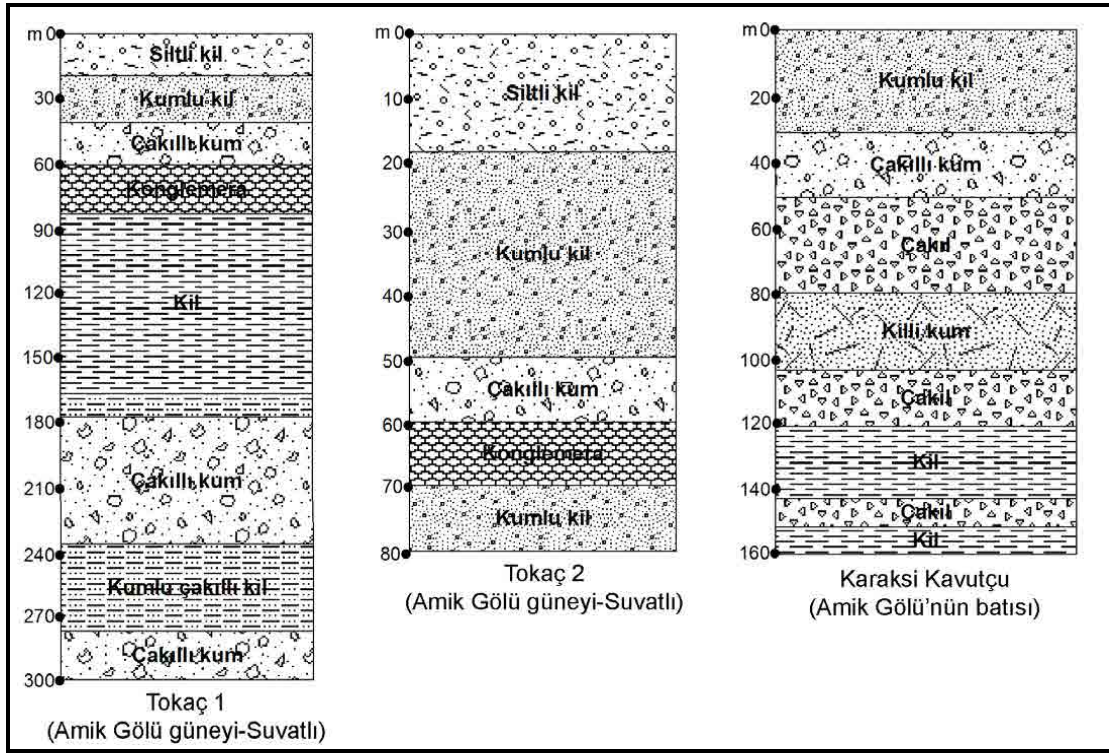 m 0
Siltli kil
30
Kumlu kil
Çakıllı kum
60
Konglemera
90
120
Kil
150
180
Çakıllı kum
210
240
Kumlu çakıllı kil
270
Çakıllı kum
300
Tokaç 1
(Amik Gölü güneyi-Suvatlı)
m 0
Siltli kil
10
20
30
Kumlu kil
40
50
Çakıllı kum
60
Konglemera
70
Kumlu kil
80
Tokaç 2
(Amik Gölü güneyi-Suvatlı)
m 0
Kumlu kil
20
40
Çakıllı kum
60
Çakıl
80
Killi kum
100
Çakıl
120
Kil
140
Çakıl
Kil
160
Karaksi Kavutçu
(Amik Gölü'nün batısı)